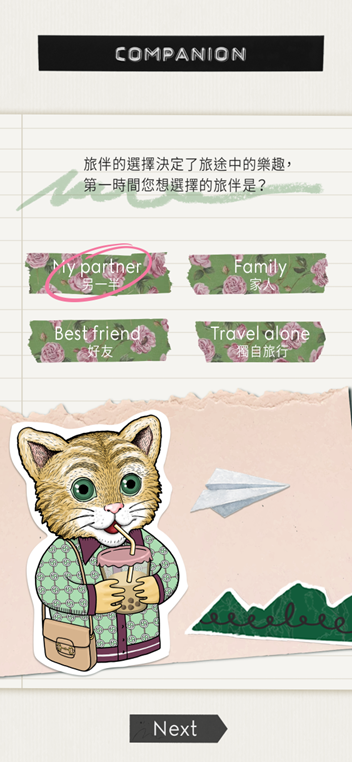 COMPANION
旅伴的選擇決定了旅途中的樂趣，
第一時間您想選擇的旅伴是？
My partner
另一半
Family
家人
Best friend
好友
Travel alone
獨自旅行
Next